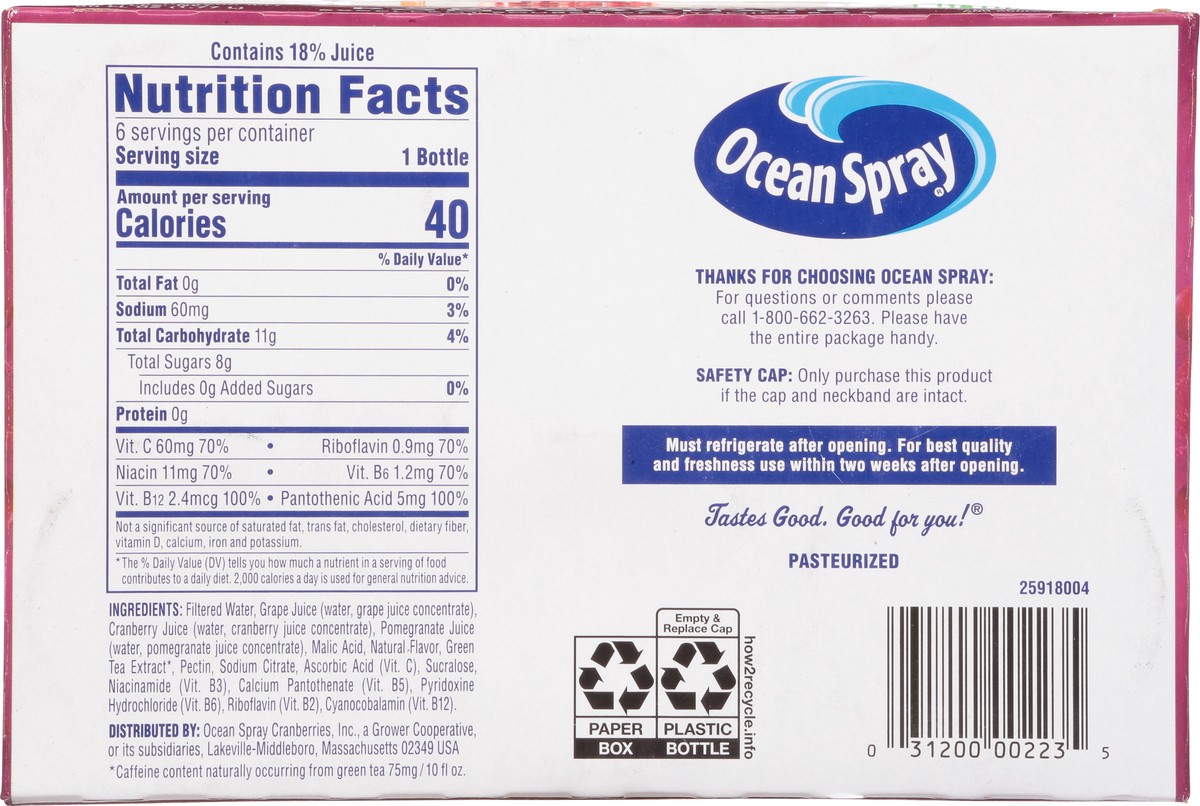 Contains 18% Juice
Nutrition Facts
6 servings per container
Serving size 1 Bottle
Amount per serving
Calories 40
% Daily Value*
Total Fat 0g 0%
Sodium 60mg 3%
Total Carbohydrate 11g 4%
Total Sugars 8g
Includes 0g Added Sugars 0%
Protein 0g
Vit. C 60mg 70% • Riboflavin 0.9mg 70%
Niacin 11mg 70% • Vit. B6 1.2mg 70%
Vit. B12 2.4mcg 100% • Pantothenic Acid 5mg 100%
Not a significant source of saturated fat, trans fat, cholesterol, dietary fiber,
vitamin D, calcium, iron and potassium.
*The % Daily Value (DV) tells you how much a nutrient in a serving of food
contributes to a daily diet. 2,000 calories a day is used for general nutrition advice.
INGREDIENTS: Filtered Water, Grape Juice (water, grape juice concentrate),
Cranberry Juice (water, cranberry juice concentrate), Pomegranate Juice
(water, pomegranate juice concentrate), Malic Acid, Natural Flavor, Green
Tea Extract*, Pectin, Sodium Citrate, Ascorbic Acid (Vit. C), Sucralose,
Niacinamide (Vit. B3), Calcium Pantothenate (Vit. B5), Pyridoxine
Hydrochloride (Vit. B6), Riboflavin (Vit. B2), Cyanocobalamin (Vit. B12).
DISTRIBUTED BY: Ocean Spray Cranberries, Inc., a Grower Cooperative,
or its subsidiaries, Lakeville-Middleboro, Massachusetts 02349 USA
*Caffeine content naturally occurring from green tea 75mg/10 fl oz.
Ocean Spray®
THANKS FOR CHOOSING OCEAN SPRAY:
For questions or comments please
call 1-800-662-3263. Please have
the entire package handy.
SAFETY CAP: Only purchase this product
if the cap and neckband are intact.
Must refrigerate after opening. For best quality
and freshness use within two weeks after opening.
Tastes Good. Good for you!®
PASTEURIZED
25918004
Empty &
Replace Cap
PAPER
BOX
PLASTIC
BOTTLE
how2recycle.info
0 31200 00223 5